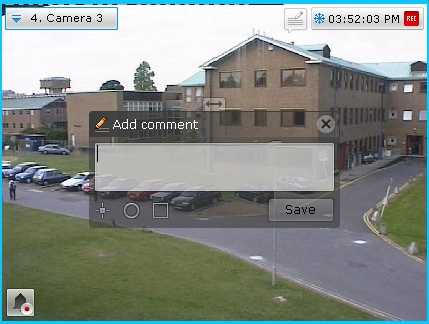 4. Camera 3
03:52:03 PM REC
Add comment
Save